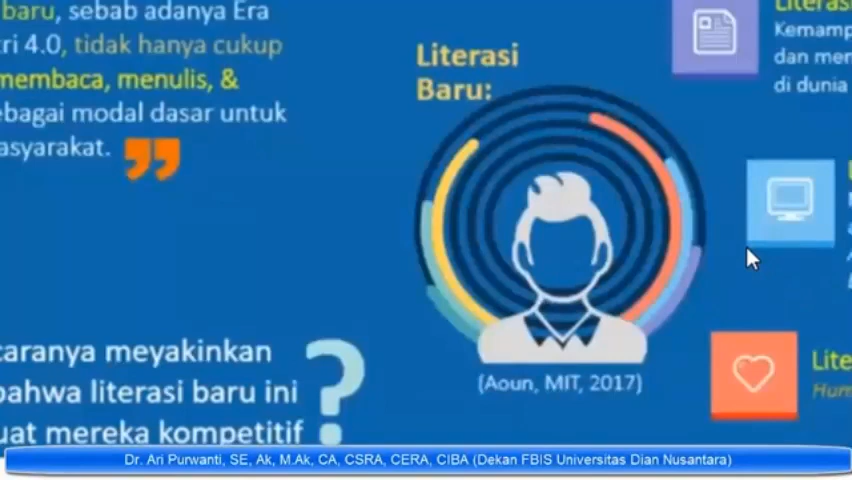 baru, sebab adanya Era
tri 4.0, tidak hanya cukup
membaca, menulis, &
ebagai modal dasar untuk
asyarakat.
caranya meyakinkan
bahwa literasi baru ini
uat mereka kompetitif
?
Literasi
Baru:
(Aoun, MIT, 2017)
Literasi
Kemamp
dan men
di dunia
Lite
Hum
Dr. Ari Purwanti, SE, Ak, M.Ak, CA, CSRA, CERA, CIBA (Dekan FBIS Universitas Dian Nusantara)